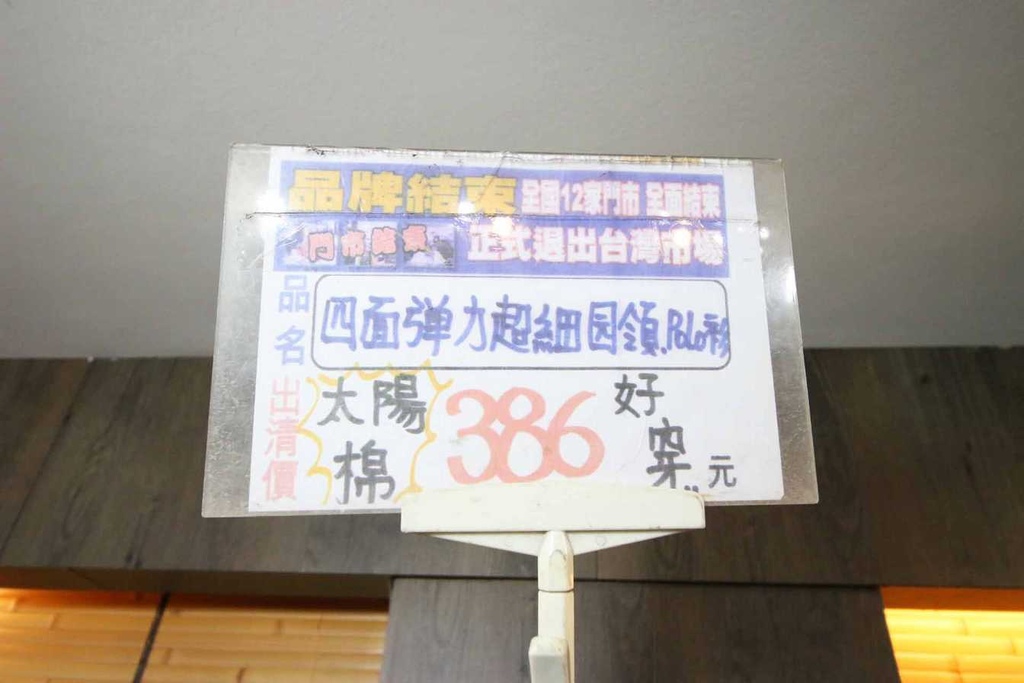 品牌結束 全國12家門市 全面結束
門市結束 正式退出台灣市場
品名 四面弹力超細园領.Polo衫
出清價 太陽棉 386 好穿.. 元